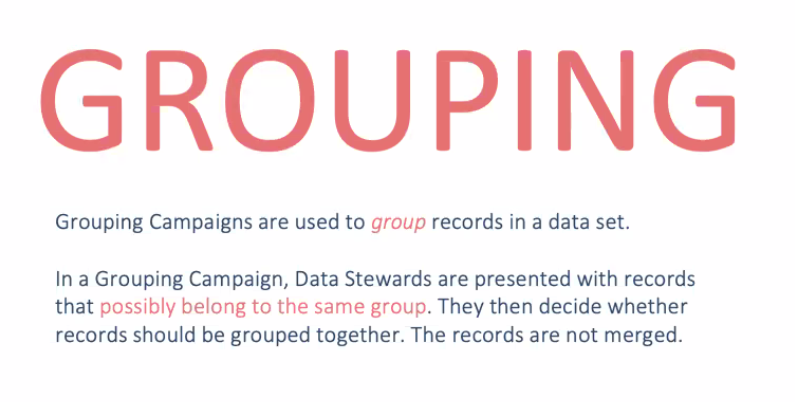 GROUPING
Grouping Campaigns are used to group records in a data set.
In a Grouping Campaign, Data Stewards are presented with records
that possibly belong to the same group. They then decide whether
records should be grouped together. The records are not merged.